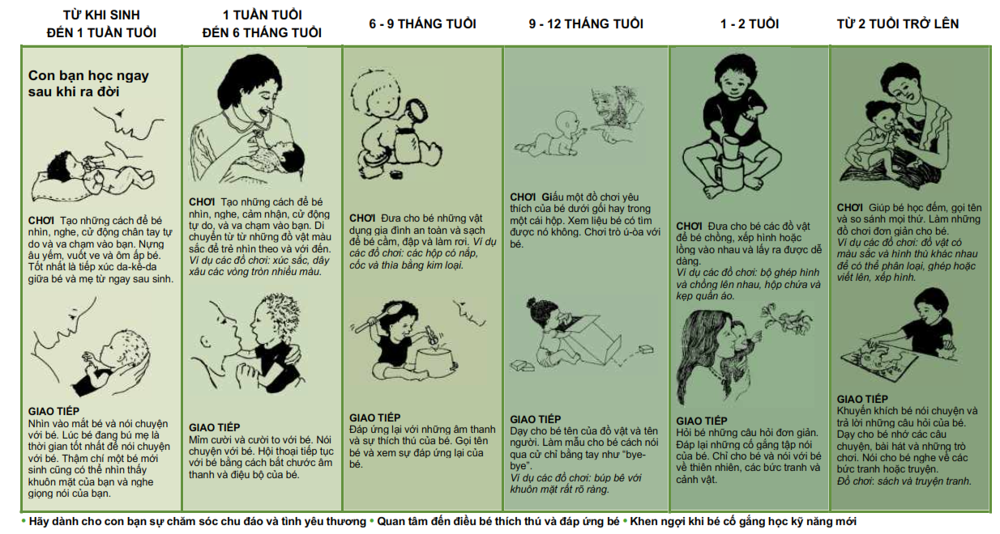 TỪ KHI SINH
ĐẾN 1 TUẦN TUỔI
1 TUẦN TUỔI
ĐẾN 6 THÁNG TUỔI
6 - 9 THÁNG TUỔI
9 - 12 THÁNG TUỔI
1 - 2 TUỔI
TỪ 2 TUỔI TRỞ LÊN
Con bạn học ngay
sau khi ra đời
CHƠI Tạo những cách để bé
nhìn, nghe, cử động chân tay tự
do và va chạm vào bạn. Nựng
âu yếm, vuốt ve và ôm ấp bé.
Tốt nhất là tiếp xúc da-kề-da
giữa bé và mẹ từ ngay sau sinh.
GIAO TIẾP
Nhìn vào mắt bé và nói chuyện
với bé. Lúc bé đang bú mẹ là
thời gian tốt nhất để nói chuyện
với bé. Thậm chí một bé mới
sinh cũng có thể nhìn thấy
khuôn mặt của bạn và nghe
giọng nói của bạn.
CHƠI Tạo những cách để bé
nhìn, nghe, cảm nhận, cử động
tự do, và va chạm vào bạn. Di
chuyển từ từ những đồ vật màu
sắc để trẻ nhìn theo và với đến.
Ví dụ các đồ chơi: xúc sắc, dây
xâu các vòng tròn nhiều màu.
GIAO TIẾP
Mỉm cười và cười to với bé. Nói
chuyện với bé. Hội thoại tiếp tục
với bé bằng cách bắt chước âm
thanh và điệu bộ của bé.
CHƠI Đưa cho bé những vật
dụng gia đình an toàn và sạch
để bé cầm, đập và làm rơi. Ví dụ
các đồ chơi: các hộp có nắp,
cốc và thìa bằng kim loại.
GIAO TIẾP
Đáp ứng lại với những âm thanh
và sự thích thú của bé. Gọi tên
bé và xem sự đáp ứng lại của
bé.
CHƠI Giấu một đồ chơi yêu
thích của bé dưới gối hay trong
một cái hộp. Xem liệu bé có tìm
được nó không. Chơi trò ú-òa với
bé.
GIAO TIẾP
Dạy cho bé tên của đồ vật và tên
người. Làm mẫu cho bé cách nói
qua cử chỉ bằng tay như “bye-
bye”.
Ví dụ các đồ chơi: búp bê với
khuôn mặt rất rõ ràng.
CHƠI Đưa cho bé các đồ vật
để bé chồng, xếp hình hoặc
lồng vào nhau và lấy ra được dễ
dàng.
Ví dụ các đồ chơi: bộ ghép hình
và chồng lên nhau, hộp chứa và
kẹp quần áo.
GIAO TIẾP
Hỏi bé những câu hỏi đơn giản.
Đáp lại những cố gắng tập nói
của bé. Chỉ cho bé và nói với bé
về thiên nhiên, các bức tranh và
cảnh vật.
CHƠI Giúp bé học đếm, gọi tên
và so sánh mọi thứ. Làm những
đồ chơi đơn giản cho bé.
Ví dụ các đồ chơi: đồ vật có
màu sắc và hình thù khác nhau
để có thể phân loại, ghép hoặc
viết lên, xếp hình.
GIAO TIẾP
Khuyến khích bé nói chuyện và
trả lời những câu hỏi của bé.
Dạy cho bé nhớ các câu
chuyện, bài hát và những trò
chơi. Nói cho bé nghe về các
bức tranh hoặc truyện.
Đồ chơi: sách và truyện tranh.
• Hãy dành cho con bạn sự chăm sóc chu đáo và tình yêu thương • Quan tâm đến điều bé thích thú và đáp ứng bé • Khen ngợi khi bé cố gắng học kỹ năng mới